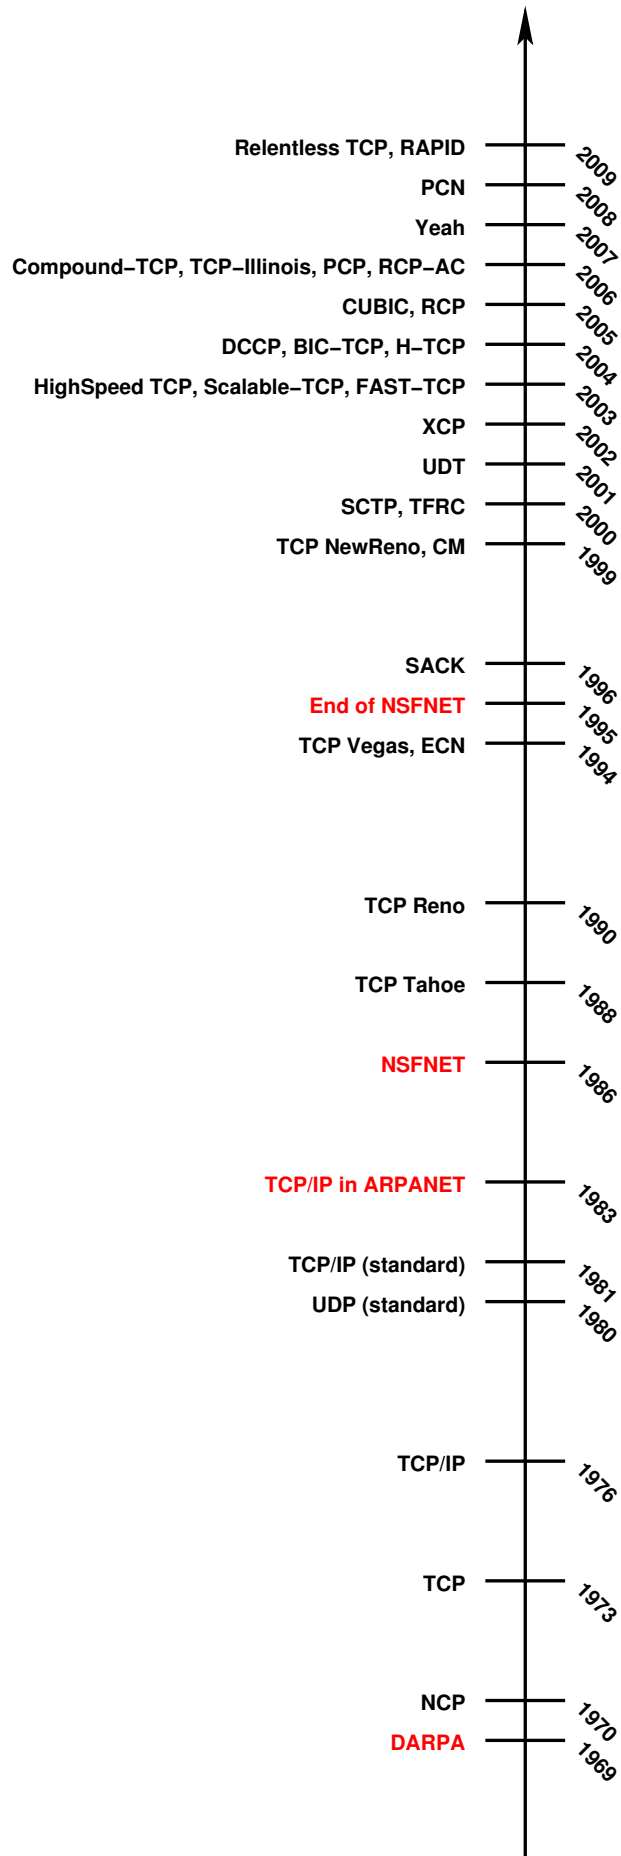 Relentless TCP, RAPID 2009
PCN 2008
Yeah 2007
Compound–TCP, TCP–Illinois, PCP, RCP–AC 2006
CUBIC, RCP 2005
DCCP, BIC–TCP, H–TCP 2004
HighSpeed TCP, Scalable–TCP, FAST–TCP 2003
XCP 2002
UDT 2001
SCTP, TFRC 2000
TCP NewReno, CM 1999
SACK 1996
End of NSFNET 1995
TCP Vegas, ECN 1994
TCP Reno 1990
TCP Tahoe 1988
NSFNET 1986
TCP/IP in ARPANET 1983
TCP/IP (standard) 1981
UDP (standard) 1980
TCP/IP 1976
TCP 1973
NCP 1970
DARPA 1969